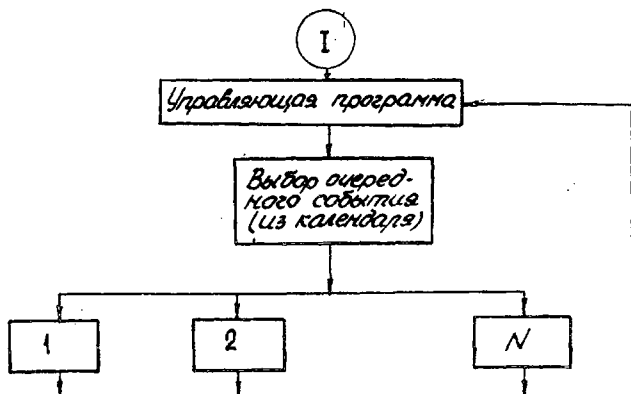 I
Управляющая программа
Выбор очеред-
ного события
(из календаря)
1
2
N